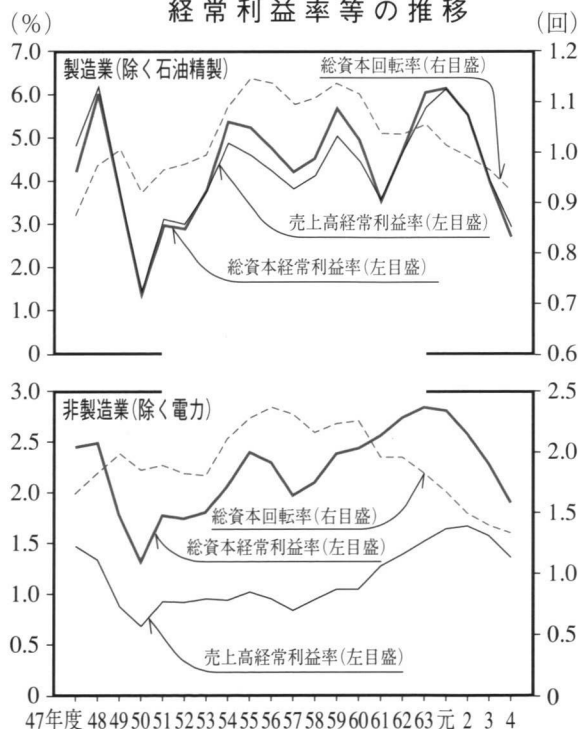 経常利益率等の推移
(%)
(回)
7.0
6.0
5.0
4.0
3.0
2.0
1.0
0
製造業(除く石油精製)
総資本回転率(右目盛)
売上高経常利益率(左目盛)
総資本経常利益率(左目盛)
1.2
1.1
1.0
0.9
0.8
0.7
0.6
3.0
2.5
2.0
1.5
1.0
0.5
0
非製造業(除く電力)
総資本回転率(右目盛)
総資本経常利益率(左目盛)
売上高経常利益率(左目盛)
2.5
2.0
1.5
1.0
0.5
0
47年度 48 49 50 51 52 53 54 55 56 57 58 59 60 61 62 63 元 2 3 4